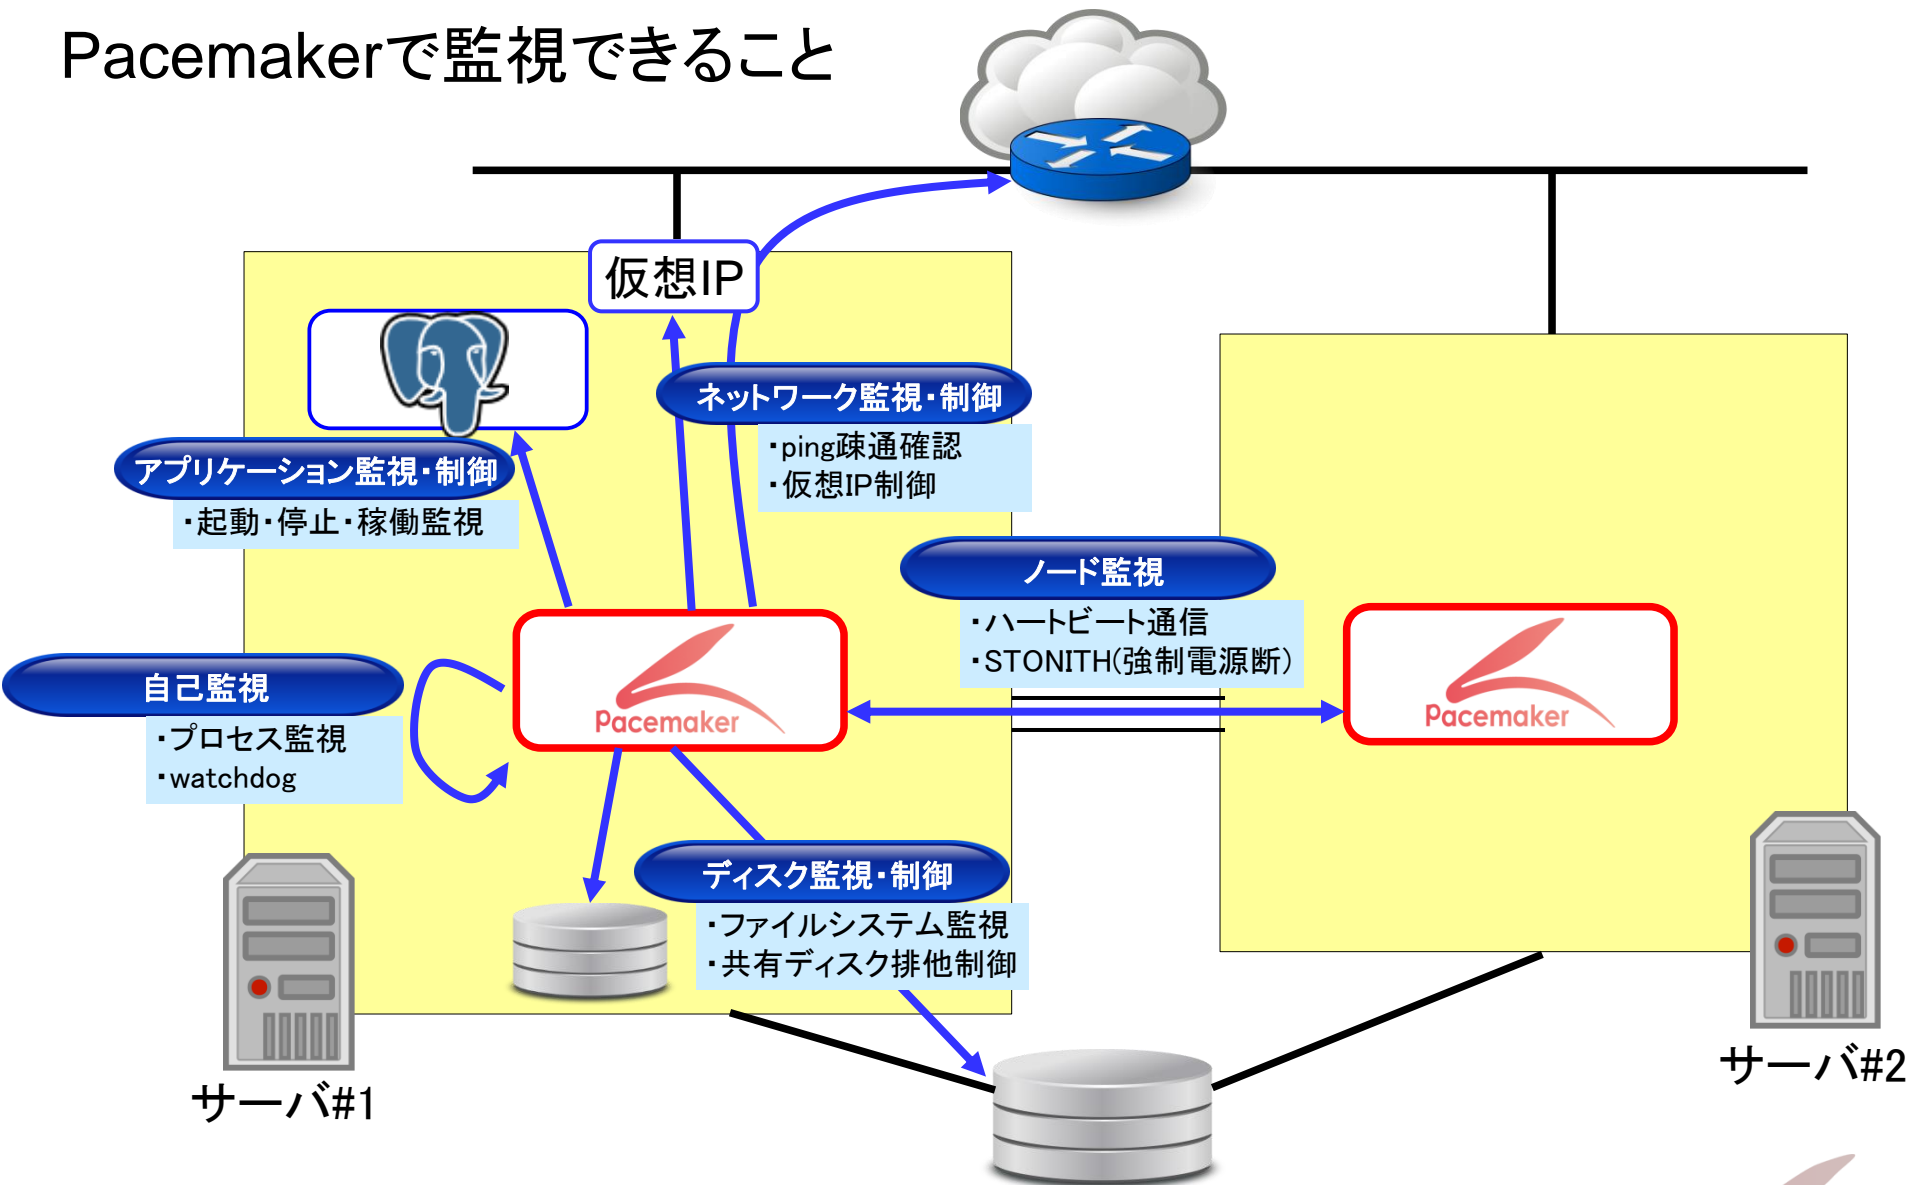 Pacemakerで監視できること
仮想IP
ネットワーク監視・制御
・ping疎通確認
・仮想IP制御
アプリケーション監視・制御
・起動・停止・稼働監視
ノード監視
・ハートビート通信
・STONITH(強制電源断)
自己監視
・プロセス監視
・watchdog
Pacemaker
Pacemaker
ディスク監視・制御
・ファイルシステム監視
・共有ディスク排他制御
サーバ#1
サーバ#2